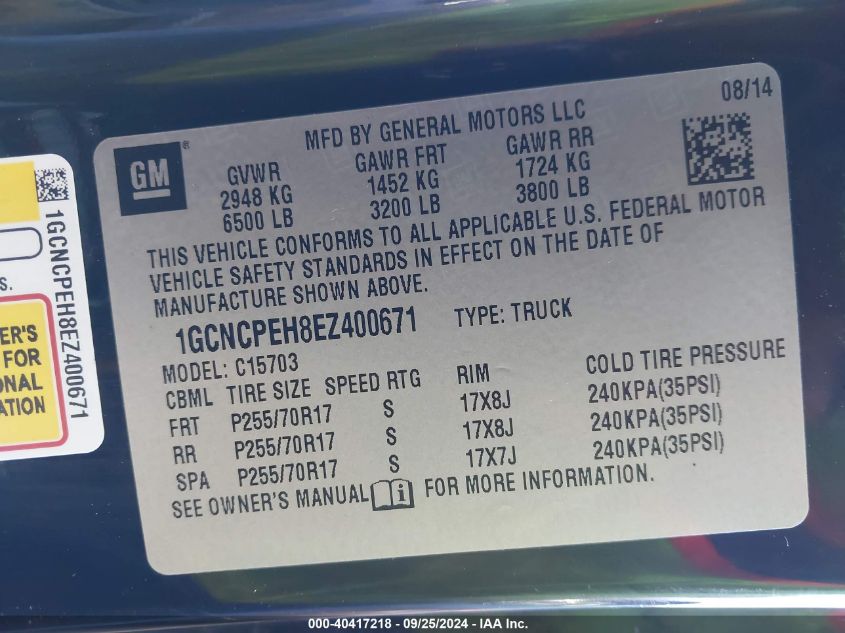 08/14
MFD BY GENERAL MOTORS LLC
GM
GVWR GAWR FRT GAWR RR
2948 KG 1452 KG 1724 KG
6500 LB 3200 LB 3800 LB
THIS VEHICLE CONFORMS TO ALL APPLICABLE U.S. FEDERAL MOTOR
VEHICLE SAFETY STANDARDS IN EFFECT ON THE DATE OF
MANUFACTURE SHOWN ABOVE.
1GCNCPEH8EZ400671 TYPE: TRUCK
MODEL: C15703
CBML TIRE SIZE SPEED RTG RIM COLD TIRE PRESSURE
FRT P255/70R17 S 17X8J 240KPA(35PSI)
RR P255/70R17 S 17X8J 240KPA(35PSI)
SPA P255/70R17 S 17X7J 240KPA(35PSI)
SEE OWNER'S MANUAL i FOR MORE INFORMATION.
1GCNCPEH8EZ400671
S.
ER'S
FOR
ONAL
ATION
000-40417218 - 09/25/2024 - IAA Inc.